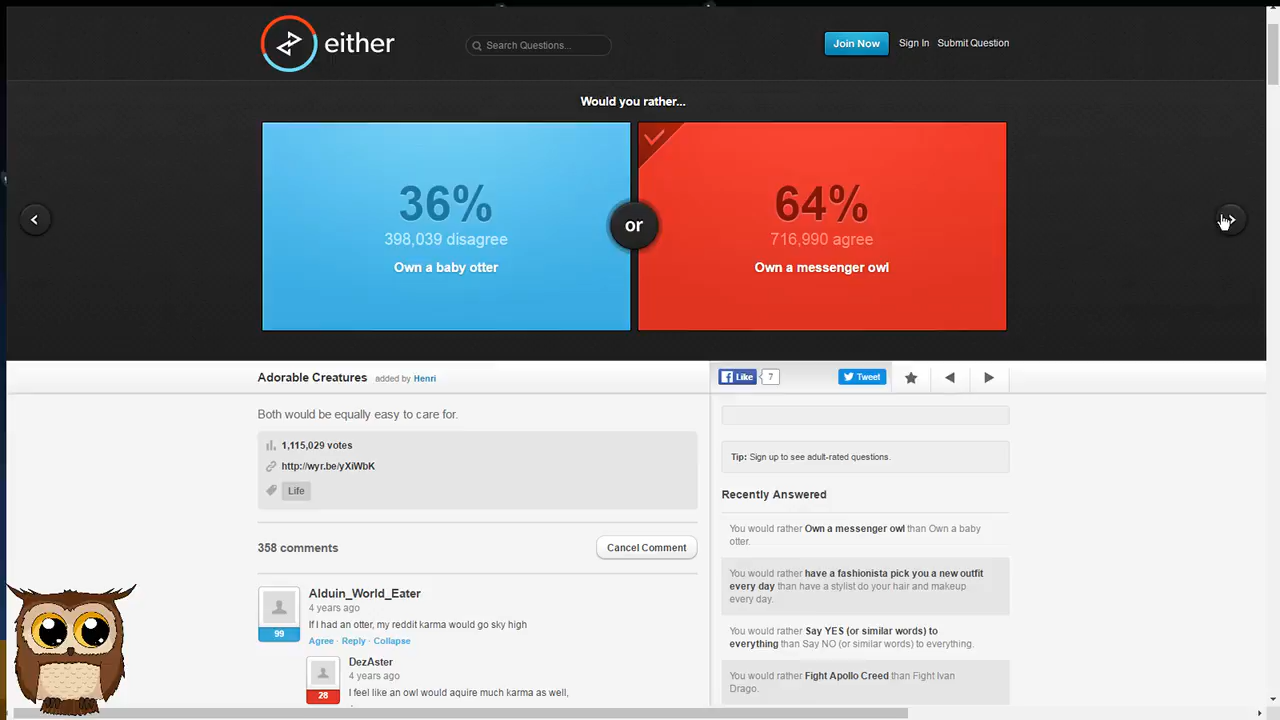 either
Search Questions...
Join Now
Sign In
Submit Question
Would you rather...
36%
398,039 disagree
Own a baby otter
or
64%
716,990 agree
Own a messenger owl
Adorable Creatures added by Henri
Like 7
Tweet
Both would be equally easy to care for.
1,115,029 votes
http://wyr.be/yXiWbK
Life
358 comments
Cancel Comment
Alduin_World_Eater
4 years ago
99
If I had an otter, my reddit karma would go sky high
Agree · Reply · Collapse
DezAster
4 years ago
28
I feel like an owl would aquire much karma as well,
Tip: Sign up to see adult-rated questions.
Recently Answered
You would rather Own a messenger owl than Own a baby
otter.
You would rather have a fashionista pick you a new outfit
every day than have a stylist do your hair and makeup
every day.
You would rather Say YES (or similar words) to
everything than Say NO (or similar words) to everything.
You would rather Fight Apollo Creed than Fight Ivan
Drago.